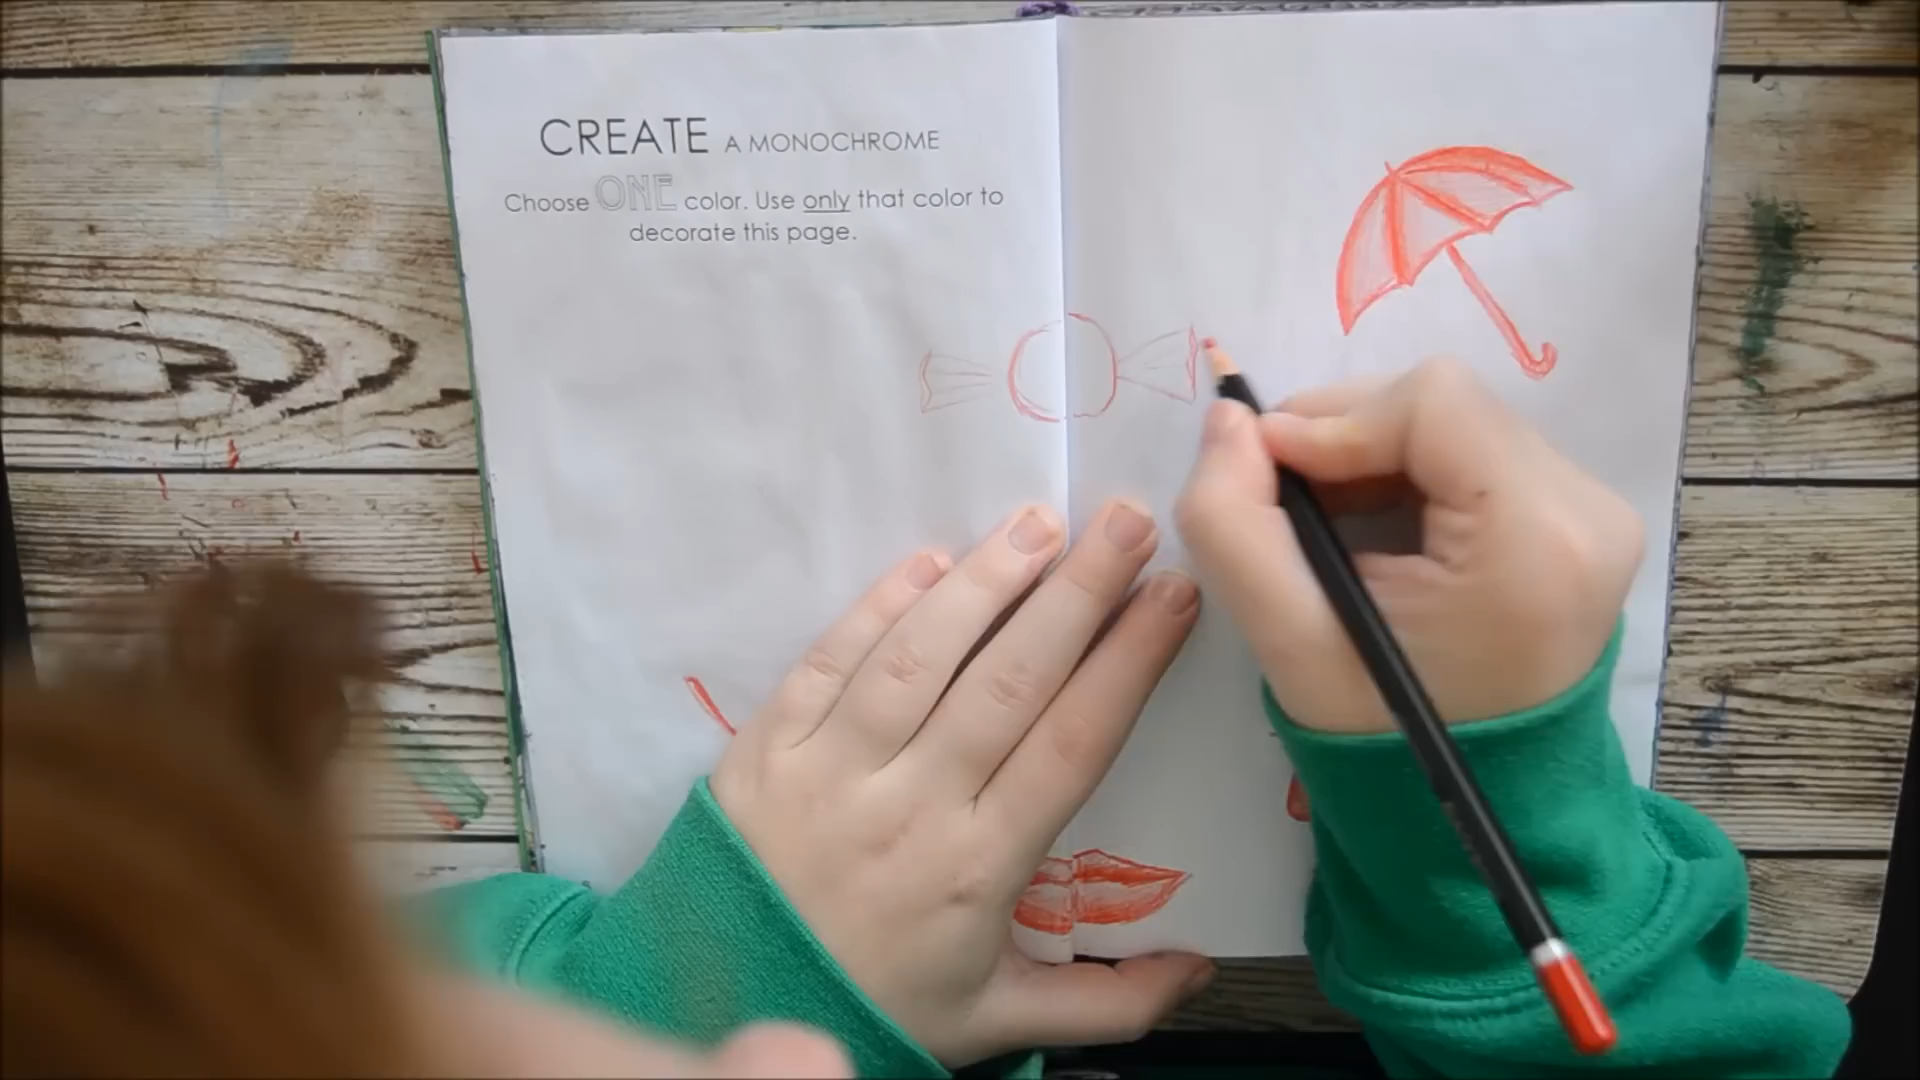 CREATE A MONOCHROME
Choose ONE color. Use only that color to
decorate this page.